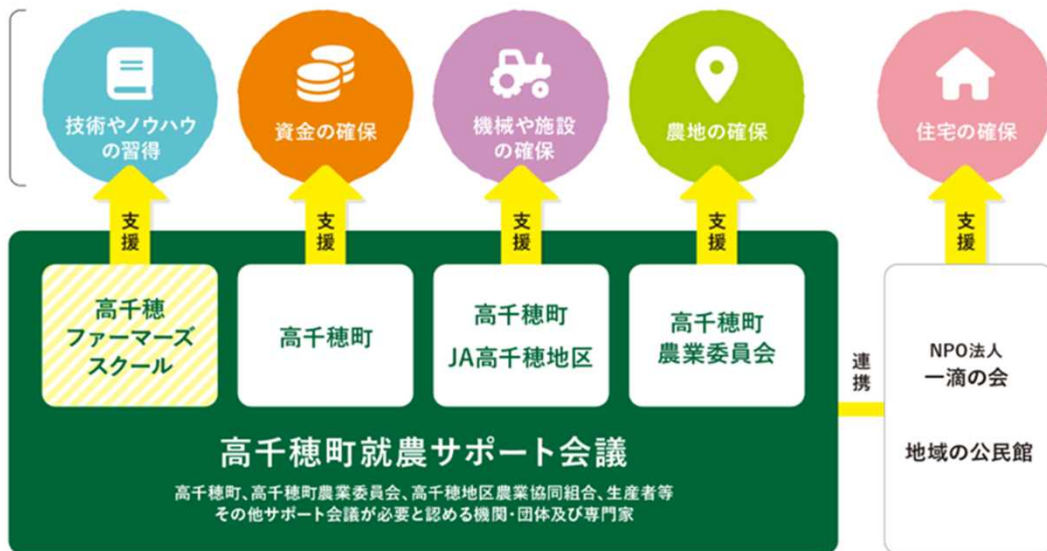 技術やノウハウ
の習得
資金の確保
機械や施設
の確保
農地の確保
住宅の確保
支援
支援
支援
支援
支援
高千穂
ファーマーズ
スクール
高千穂町
高千穂町
JA高千穂地区
高千穂町
農業委員会
連携
NPO法人
一滴の会
地域の公民館
高千穂町就農サポート会議
高千穂町、高千穂町農業委員会、高千穂地区農業協同組合、生産者等
その他サポート会議が必要と認める機関・団体及び専門家